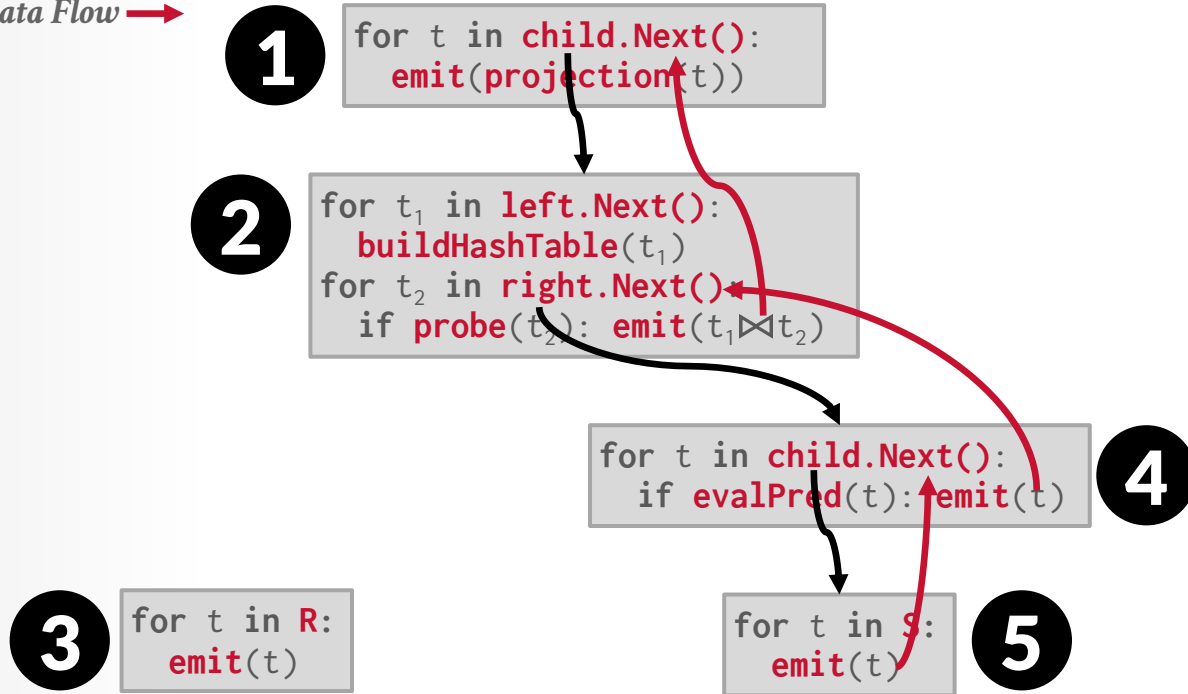 ata Flow
1
for t in child.Next():
emit(projection(t))
2
for t₁ in left.Next():
buildHashTable(t₁)
for t₂ in right.Next():
if probe(t₂): emit(t₁⨝t₂)
for t in child.Next():
if evalPred(t): emit(t)
4
3
for t in R:
emit(t)
for t in S:
emit(t)
5